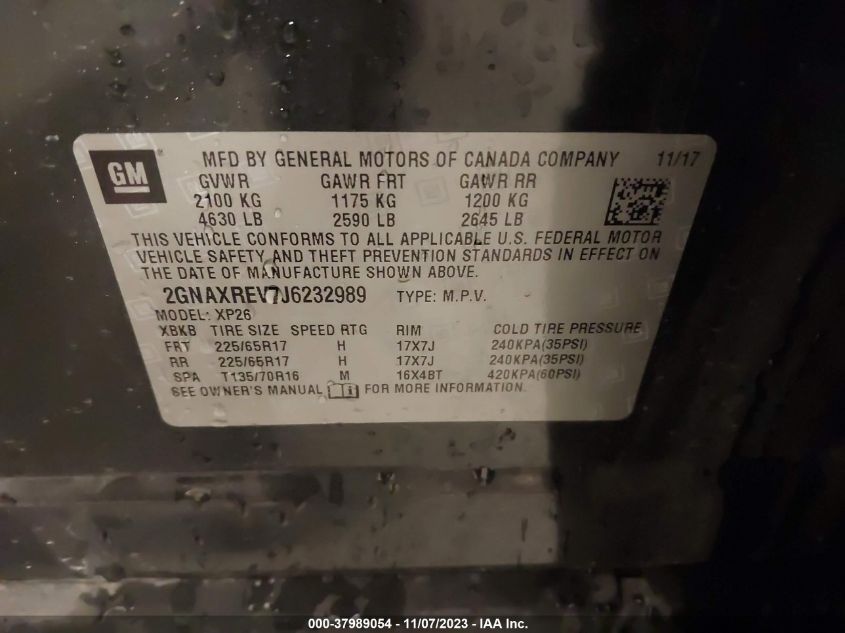 GM
MFD BY GENERAL MOTORS OF CANADA COMPANY 11/17
GVWR GAWR FRT GAWR RR
2100 KG 1175 KG 1200 KG
4630 LB 2590 LB 2645 LB
THIS VEHICLE CONFORMS TO ALL APPLICABLE U.S. FEDERAL MOTOR
VEHICLE SAFETY AND THEFT PREVENTION STANDARDS IN EFFECT ON
THE DATE OF MANUFACTURE SHOWN ABOVE.
2GNAXREV7J6232989 TYPE: M.P.V.
MODEL: XP26
XBKB TIRE SIZE SPEED RTG RIM COLD TIRE PRESSURE
FRT 225/65R17 H 17X7J 240KPA(35PSI)
RR 225/65R17 H 17X7J 240KPA(35PSI)
SPA T135/70R16 M 16X4BT 420KPA(60PSI)
SEE OWNER'S MANUAL FOR MORE INFORMATION.
000-37989054 - 11/07/2023 - IAA Inc.